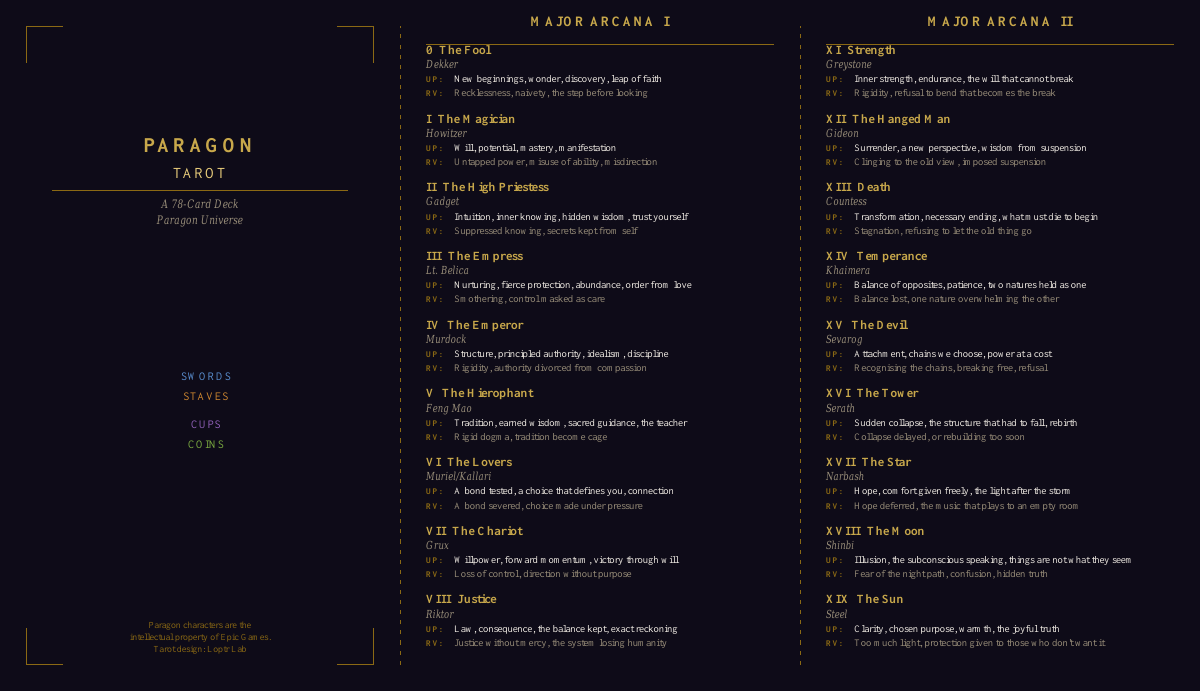 PARAGON
TAROT
A 78-Card Deck
Paragon Universe
SWORDS
STAVES
CUPS
COINS
Paragon characters are the
intellectual property of Epic Games.
Tarot design: Loptr Lab
MAJOR ARCANA I
0 The Fool
Dekker
UP: New beginnings, wonder, discovery, leap of faith
RV: Recklessness, naivety, the step before looking
I The Magician
Howitzer
UP: Will, potential, mastery, manifestation
RV: Untapped power, misuse of ability, misdirection
II The High Priestess
Gadget
UP: Intuition, inner knowing, hidden wisdom, trust yourself
RV: Suppressed knowing, secrets kept from self
III The Empress
Lt. Belica
UP: Nurturing, fierce protection, abundance, order from love
RV: Smothering, control masked as care
IV The Emperor
Murdock
UP: Structure, principled authority, idealism, discipline
RV: Rigidity, authority divorced from compassion
V The Hierophant
Feng Mao
UP: Tradition, earned wisdom, sacred guidance, the teacher
RV: Rigid dogma, tradition become cage
VI The Lovers
Muriel/Kallari
UP: A bond tested, a choice that defines you, connection
RV: A bond severed, choice made under pressure
VII The Chariot
Grux
UP: Willpower, forward momentum, victory through will
RV: Loss of control, direction without purpose
VIII Justice
Riktor
UP: Law, consequence, the balance kept, exact reckoning
RV: Justice without mercy, the system losing humanity
MAJOR ARCANA II
XI Strength
Greystone
UP: Inner strength, endurance, the will that cannot break
RV: Rigidity, refusal to bend that becomes the break
XII The Hanged Man
Gideon
UP: Surrender, a new perspective, wisdom from suspension
RV: Clinging to the old view, imposed suspension
XIII Death
Countess
UP: Transformation, necessary ending, what must die to begin
RV: Stagnation, refusing to let the old thing go
XIV Temperance
Khaimera
UP: Balance of opposites, patience, two natures held as one
RV: Balance lost, one nature overwhelming the other
XV The Devil
Sevarog
UP: Attachment, chains we choose, power at a cost
RV: Recognising the chains, breaking free, refusal
XVI The Tower
Serath
UP: Sudden collapse, the structure that had to fall, rebirth
RV: Collapse delayed, or rebuilding too soon
XVII The Star
Narbash
UP: Hope, comfort given freely, the light after the storm
RV: Hope deferred, the music that plays to an empty room
XVIII The Moon
Shinbi
UP: Illusion, the subconscious speaking, things are not what they seem
RV: Fear of the night path, confusion, hidden truth
XIX The Sun
Steel
UP: Clarity, chosen purpose, warmth, the joyful truth
RV: Too much light, protection given to those who don't want it